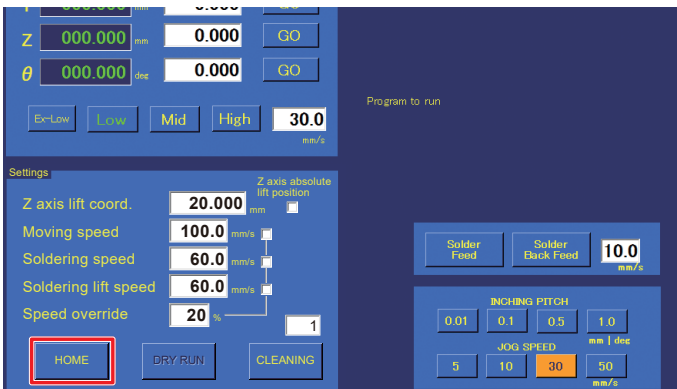 Z 000.000 mm 0.000 GO
θ 000.000 deg 0.000 GO
Ex-Low Low Mid High 30.0
mm/s
Program to run
Settings
Z axis absolute
lift position
Z axis lift coord. 20.000 mm
Moving speed 100.0 mm/s
Soldering speed 60.0 mm/s
Soldering lift speed 60.0 mm/s
Speed override 20 %
1
HOME DRY RUN CLEANING
Solder
Feed
Solder
Back Feed
10.0
mm/s
INCHING PITCH
0.01 0.1 0.5 1.0
mm | deg
JOG SPEED
5 10 30 50
mm/s